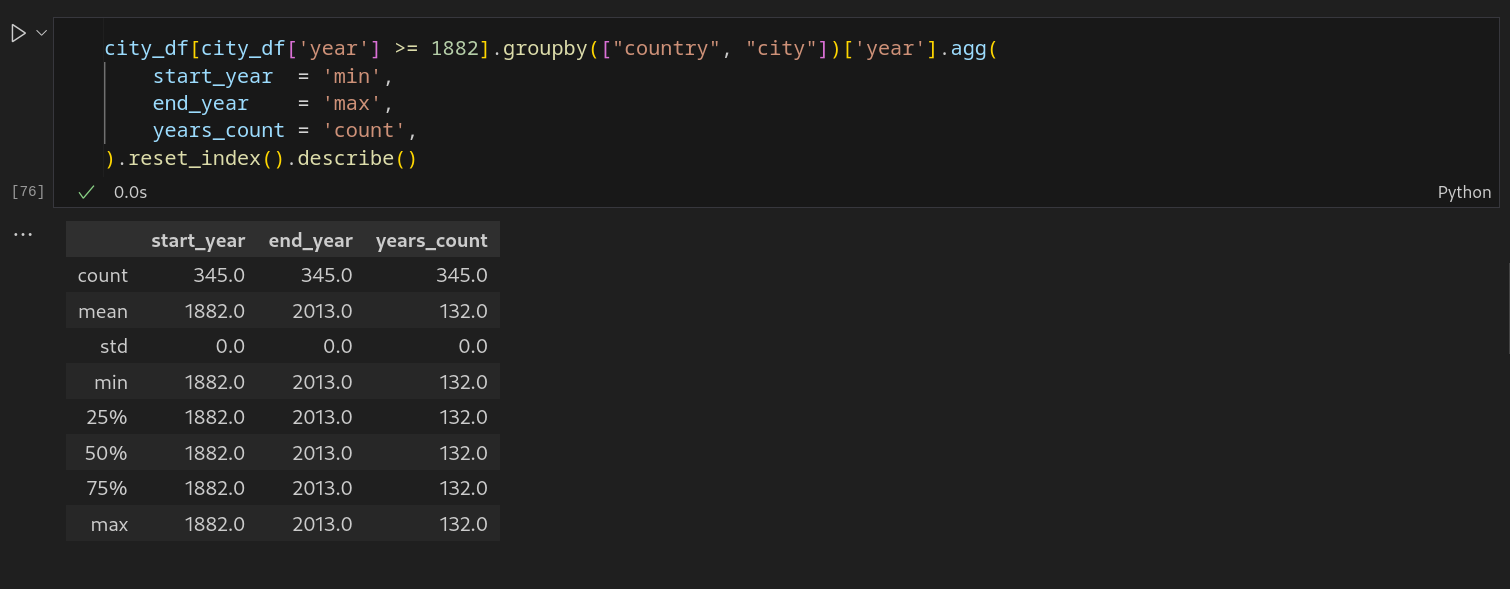 city_df[city_df['year'] >= 1882].groupby(["country", "city"])['year'].agg(
    start_year  = 'min',
    end_year    = 'max',
    years_count = 'count',
).reset_index().describe()
[76] 0.0s Python
...
start_year end_year years_count
count 345.0 345.0 345.0
mean 1882.0 2013.0 132.0
std 0.0 0.0 0.0
min 1882.0 2013.0 132.0
25% 1882.0 2013.0 132.0
50% 1882.0 2013.0 132.0
75% 1882.0 2013.0 132.0
max 1882.0 2013.0 132.0